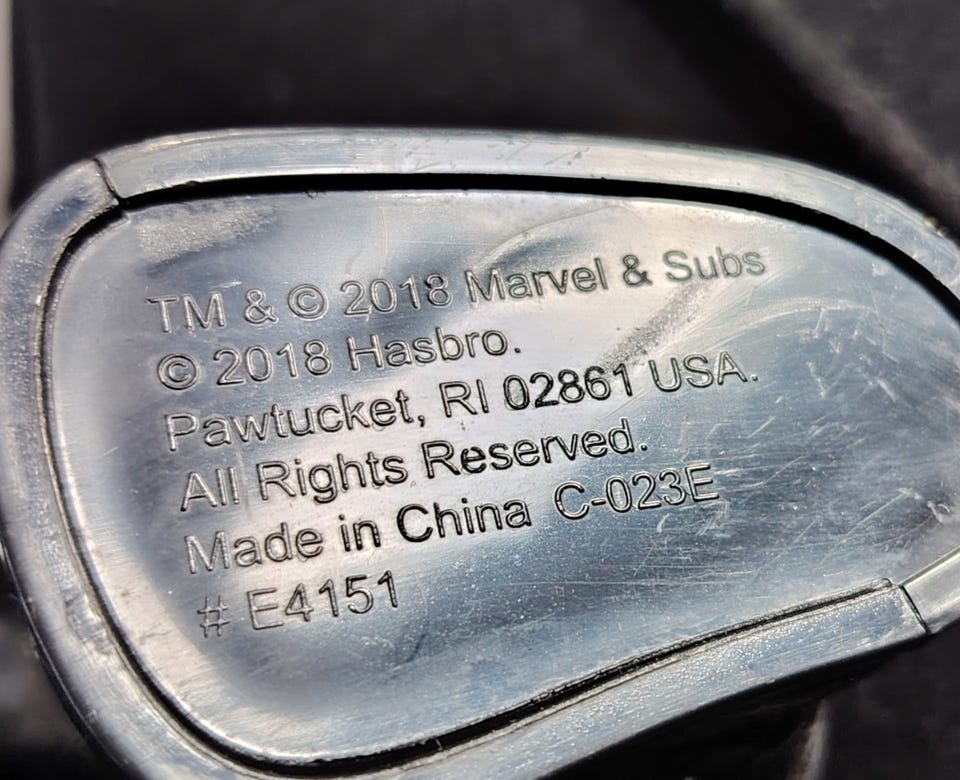 TM & © 2018 Marvel & Subs
© 2018 Hasbro.
Pawtucket, RI 02861 USA.
All Rights Reserved.
Made in China C-023E
# E4151